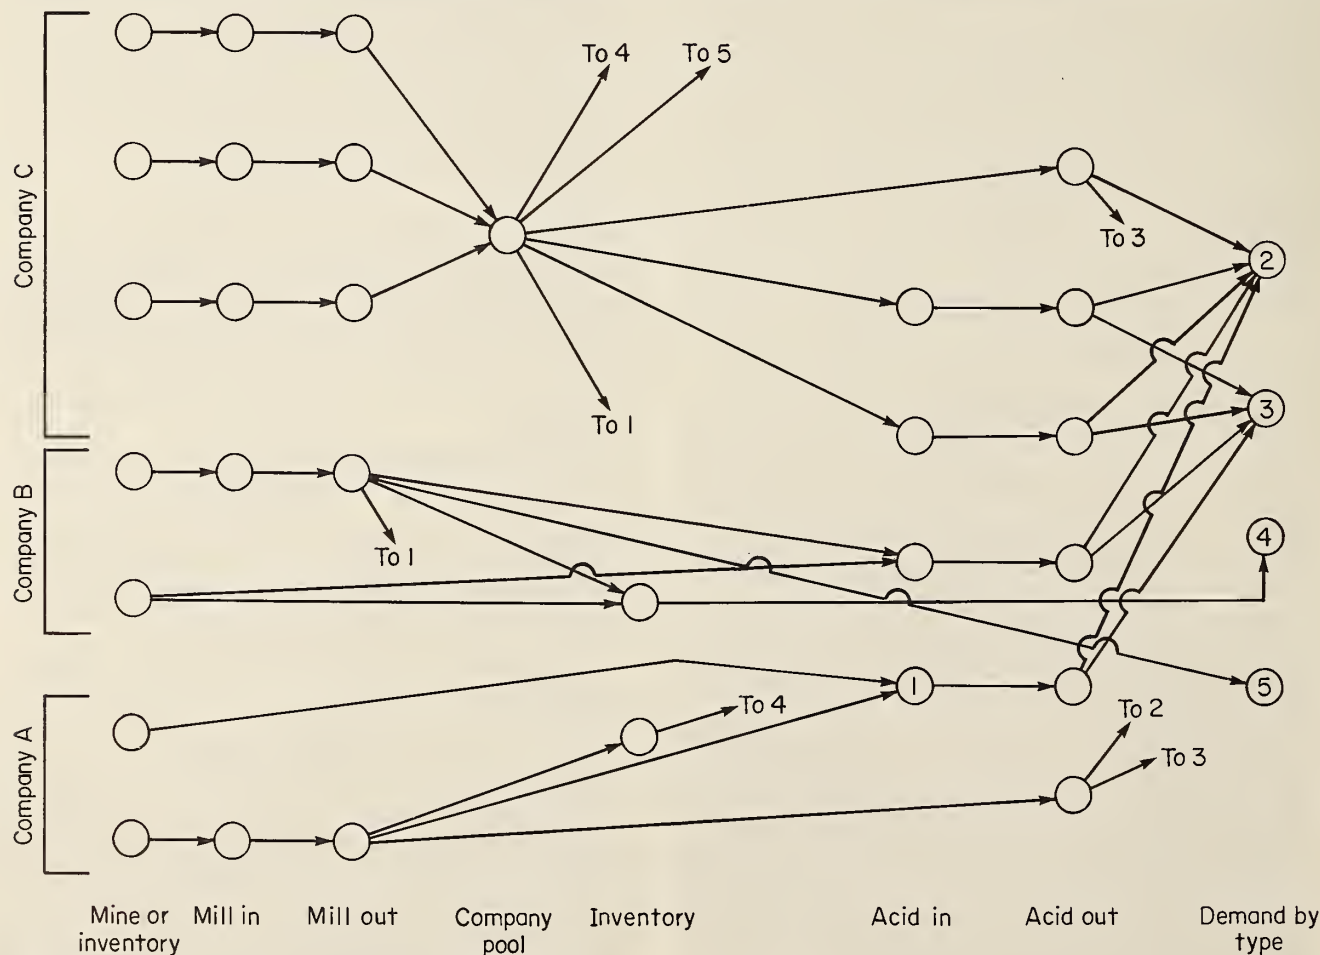 To 4
To 5
Company C
To 3
2
To 1
3
Company B
4
To 1
1
5
To 4
To 2
Company A
To 3
Mine or
inventory
Mill in
Mill out
Company
pool
Inventory
Acid in
Acid out
Demand by
type